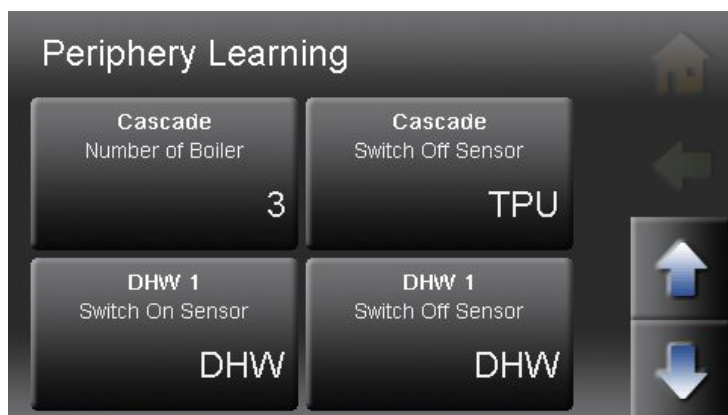 Periphery Learning
Cascade
Number of Boiler
3
Cascade
Switch Off Sensor
TPU
DHW 1
Switch On Sensor
DHW
DHW 1
Switch Off Sensor
DHW